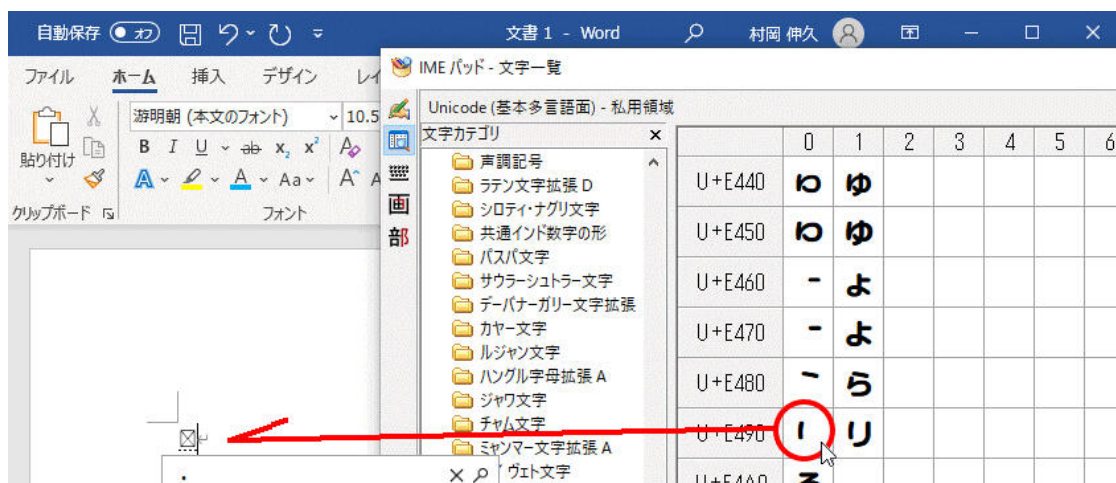 自動保存 オフ 文書 1 - Word 村岡 伸久
ファイル ホーム 挿入 デザイン レイ
貼り付け
游明朝 (本文のフォント) 10.5
B I U ab x₂ x² A
A A Aa A^ A
クリップボード フォント
IME パッド - 文字一覧
Unicode (基本多言語面) - 私用領域
画
部
文字カテゴリ ×
声調記号
ラテン文字拡張 D
シロティ・ナグリ文字
共通インド数字の形
パスパ文字
サウラーシュトラ―文字
デーバナーガリー文字拡張
カヤー文字
ルジャン文字
ハングル字母拡張 A
ジャワ文字
チャム文字
ミャンマー文字拡張 A
ヴェト文字
0 1 2 3 4 5 6
U+E440 ゆ
U+E450 ゆ
U+E460 - よ
U+E470 - よ
U+E480 ら
U+E490 り
U+E4A0